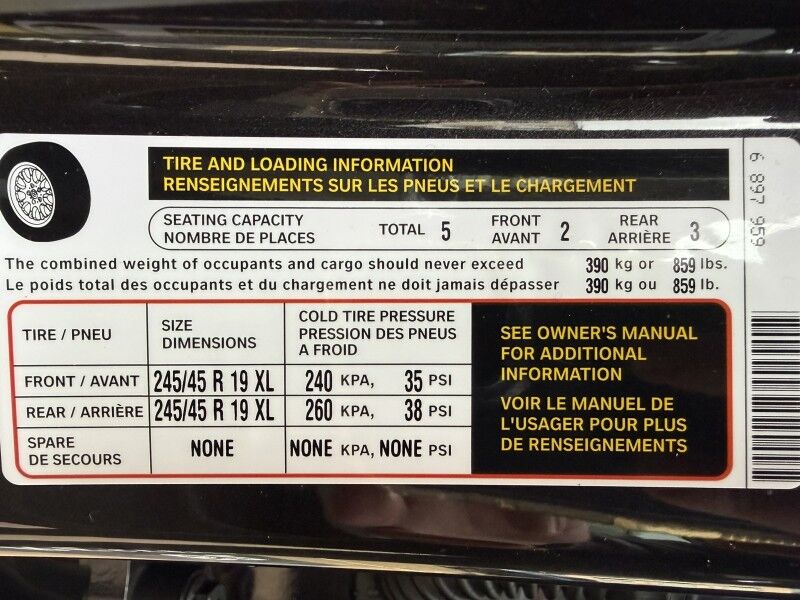 TIRE AND LOADING INFORMATION
RENSEIGNEMENTS SUR LES PNEUS ET LE CHARGEMENT
6 897 959
SEATING CAPACITY
NOMBRE DE PLACES
TOTAL 5
FRONT
AVANT 2
REAR
ARRIÈRE 3
The combined weight of occupants and cargo should never exceed 390 kg or 859 lbs.
Le poids total des occupants et du chargement ne doit jamais dépasser 390 kg ou 859 lb.
TIRE / PNEU
SIZE
DIMENSIONS
COLD TIRE PRESSURE
PRESSION DES PNEUS
A FROID
FRONT / AVANT 245/45 R 19 XL 240 KPA, 35 PSI
REAR / ARRIÈRE 245/45 R 19 XL 260 KPA, 38 PSI
SPARE
DE SECOURS
NONE NONE KPA, NONE PSI
SEE OWNER'S MANUAL
FOR ADDITIONAL
INFORMATION
VOIR LE MANUEL DE
L'USAGER POUR PLUS
DE RENSEIGNEMENTS